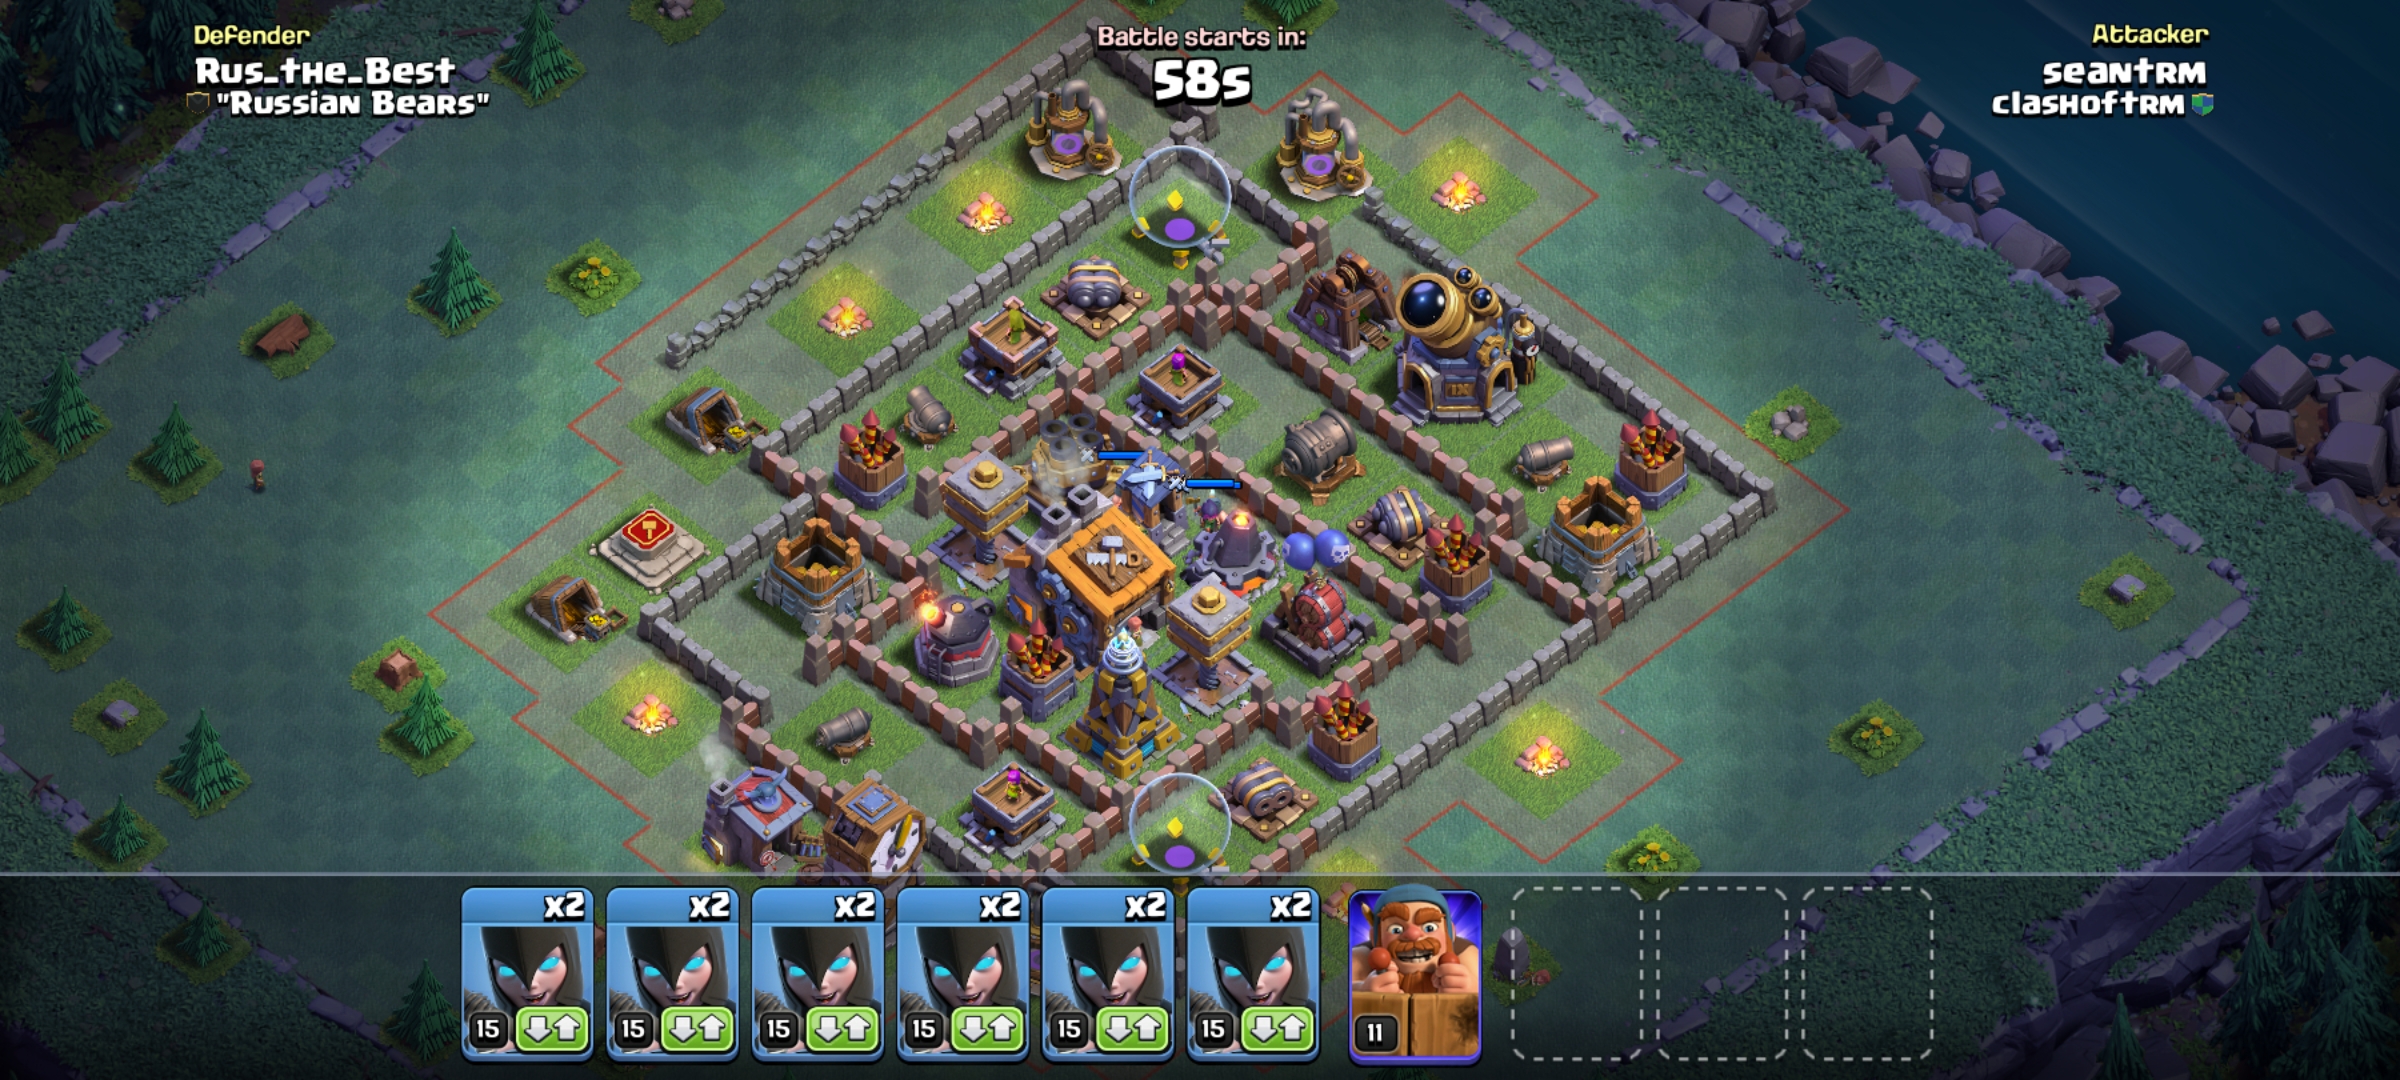 Defender
Rus_tHe_Best
"Russian Bears"
Battle starts in:
58s
Attacker
seantRM
clashoftRM
IX
x2
x2
x2
x2
x2
x2
15
15
15
15
15
15
11